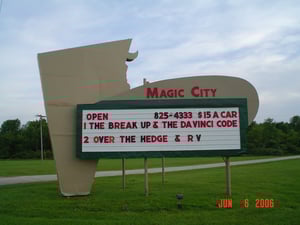 MAGIC CITY
OPEN 825-4333 $15 A CAR
1 THE BREAK UP & THE DAVINCI CODE
2 OVER THE HEDGE & RV
JUN 6 2006